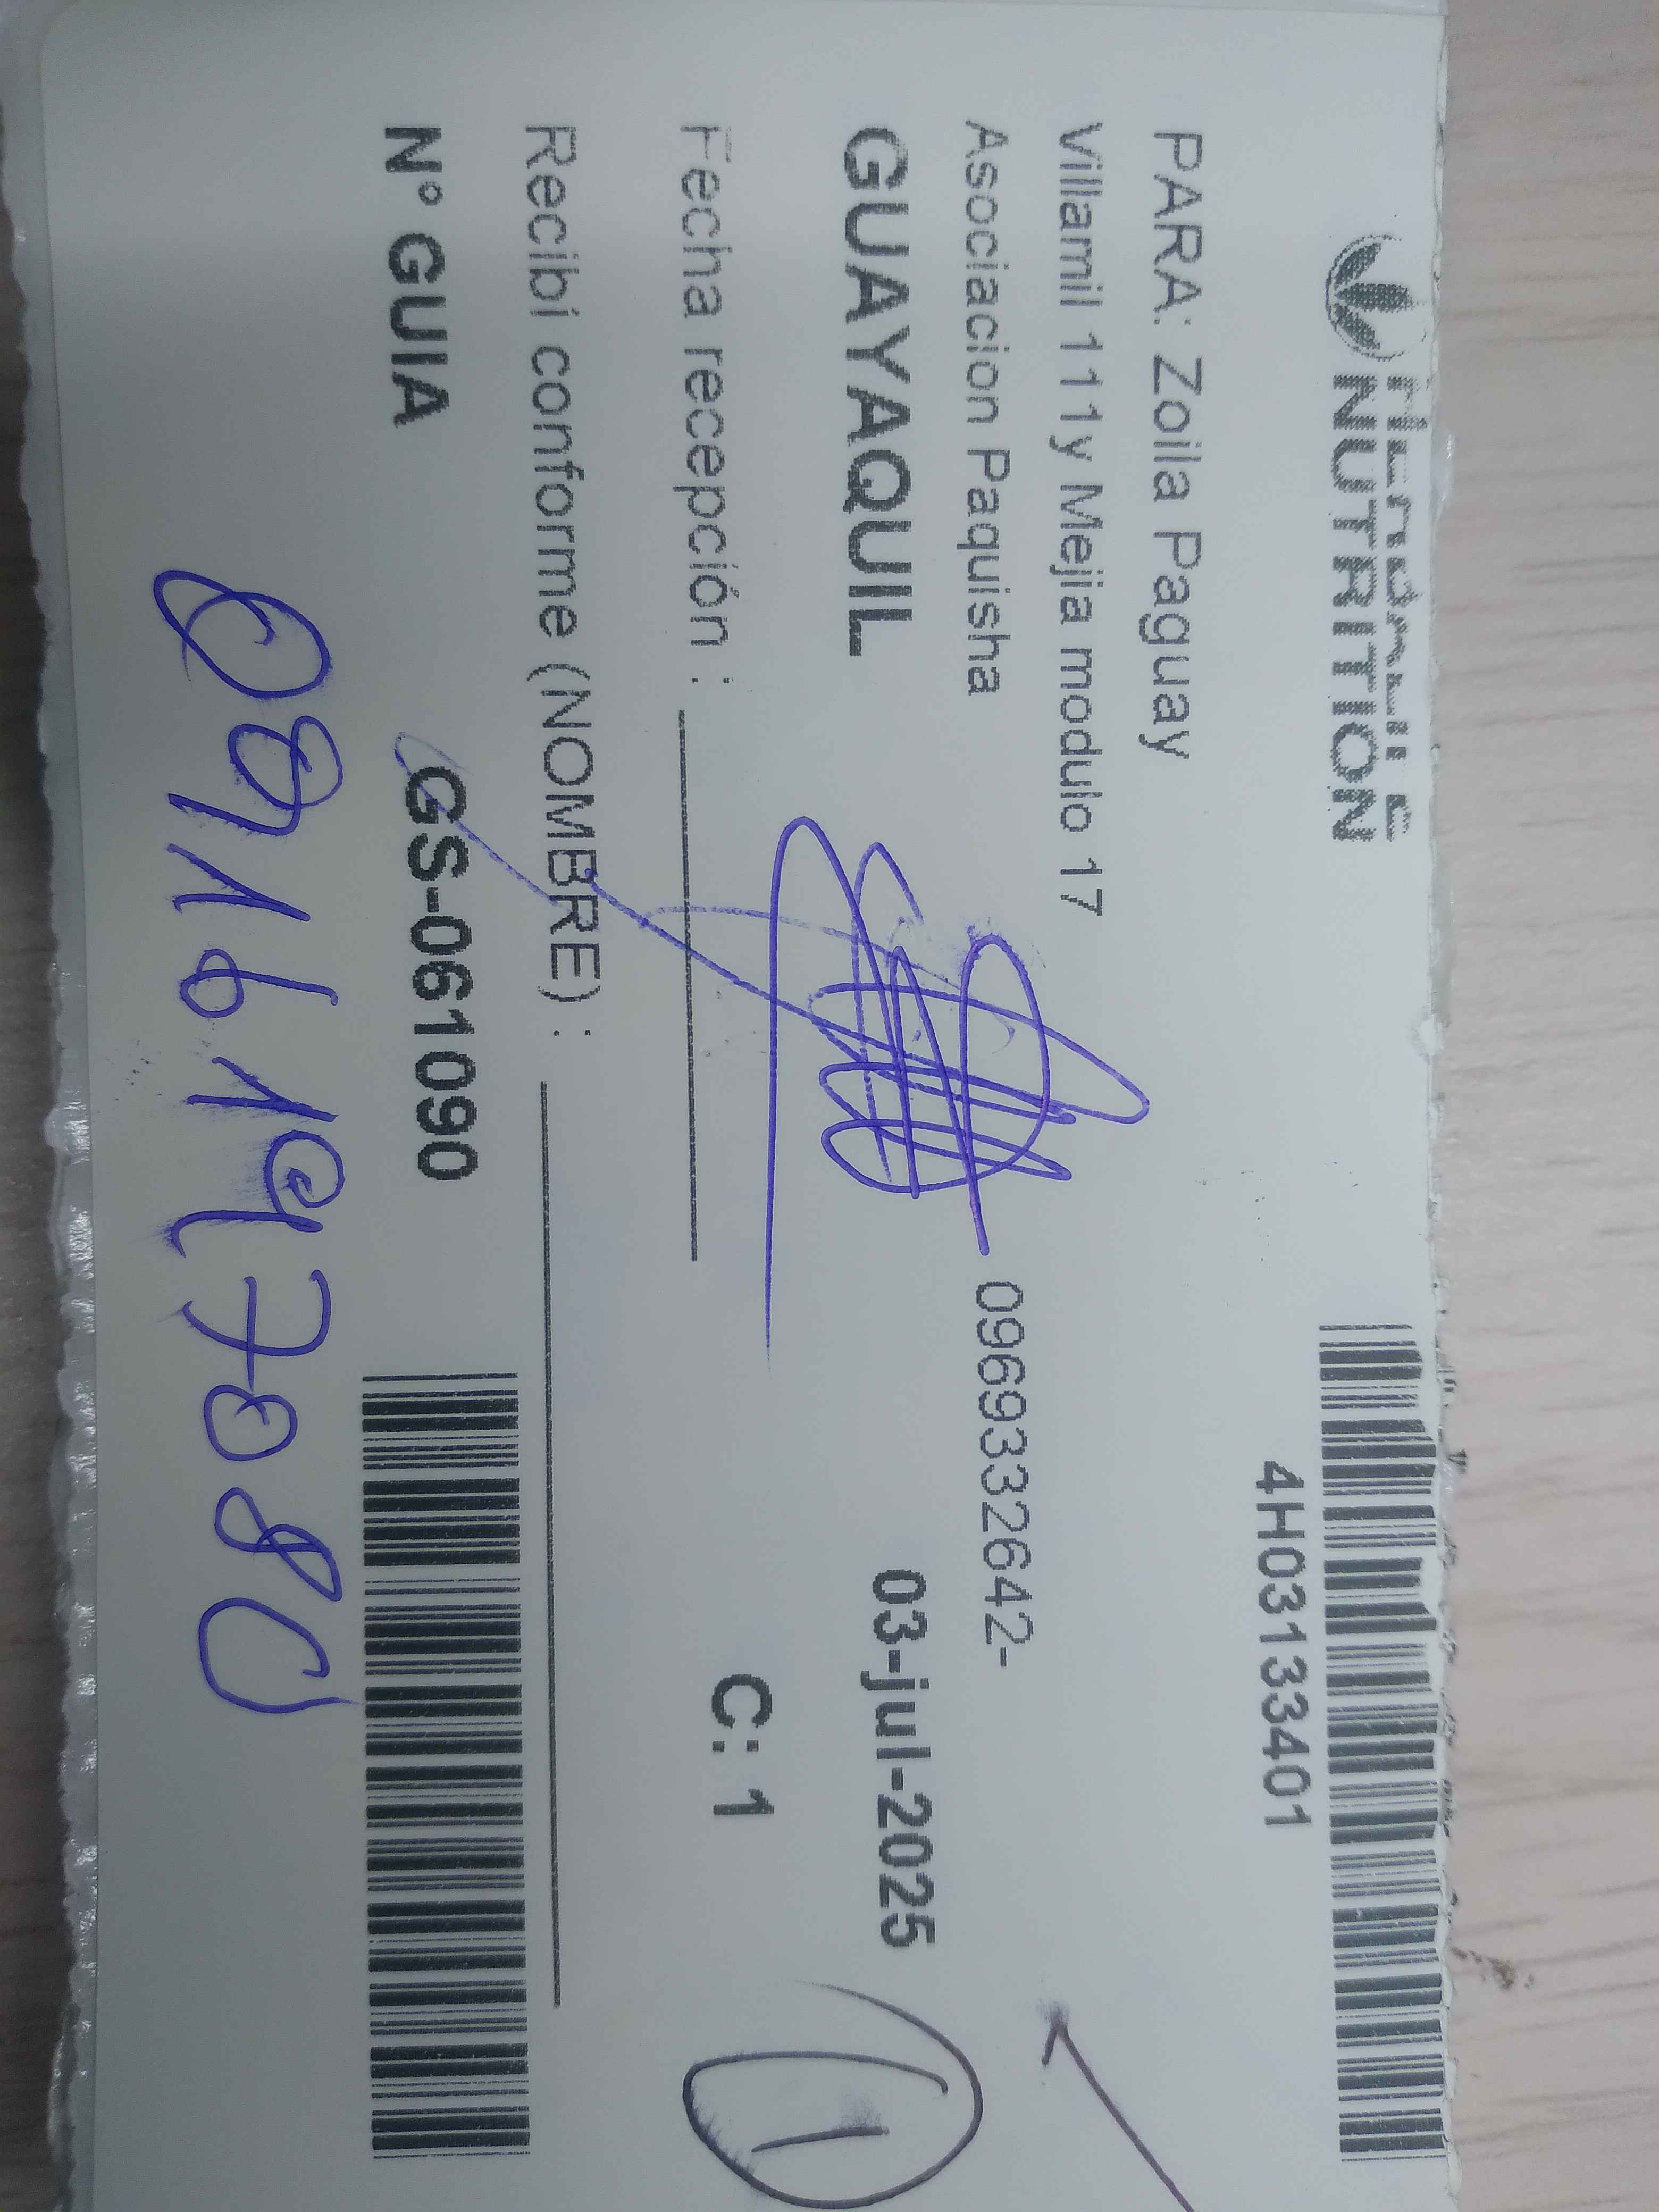 NUTRITION
4H03133401
PARA: Zoila Paguay
Villamil 111y Mejia modulo 17
Asociacion Paquisha 0969332642-
GUAYAQUIL 03-jul-2025
Fecha recepción : C: 1
1
Recibi conforme (NOMBRE) :
N° GUIA GS-061090
0916197080